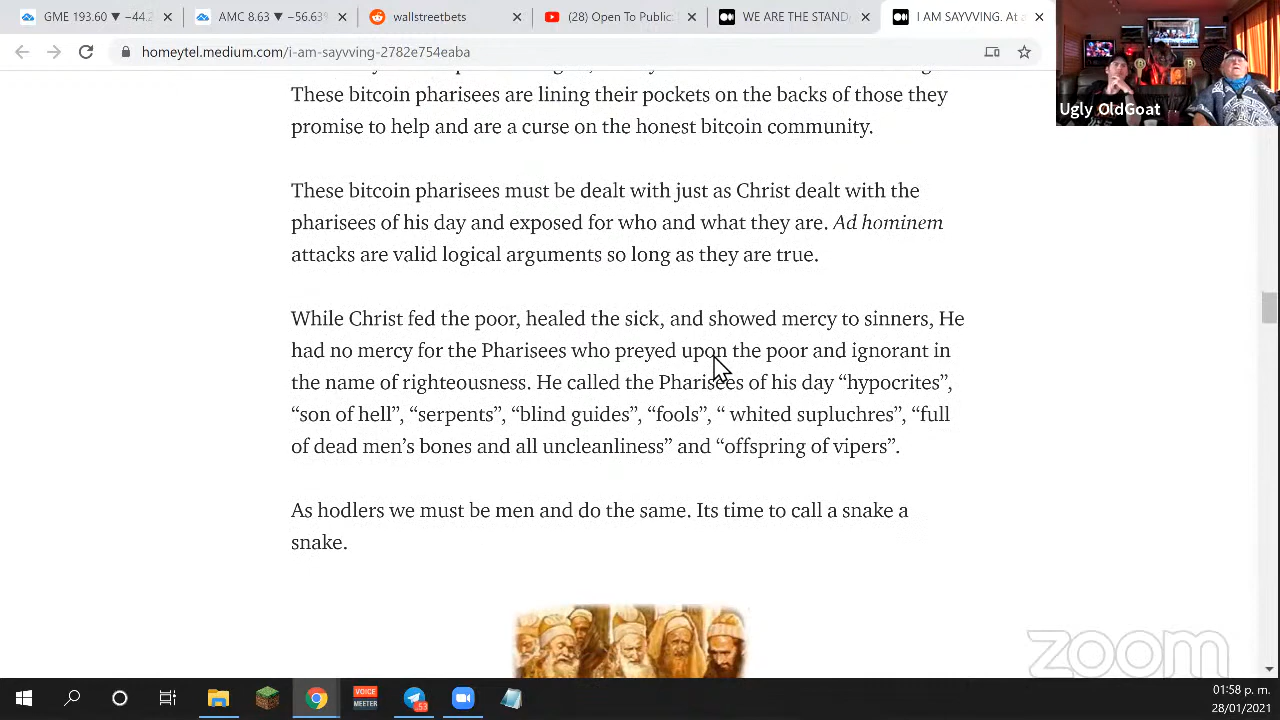 GME 193.60 ▼ -44.2
AMC 8.63 ▼ -56.639
wallstreetbets
(28) Open To Public
WE ARE THE STAND
I AM SAYVVING. At a
homeytel.medium.com/i-am-sayvving-2782e75d
These bitcoin pharisees are lining their pockets on the backs of those they
promise to help and are a curse on the honest bitcoin community.
These bitcoin pharisees must be dealt with just as Christ dealt with the
pharisees of his day and exposed for who and what they are. Ad hominem
attacks are valid logical arguments so long as they are true.
While Christ fed the poor, healed the sick, and showed mercy to sinners, He
had no mercy for the Pharisees who preyed upon the poor and ignorant in
the name of righteousness. He called the Pharisees of his day “hypocrites”,
“son of hell”, “serpents”, “blind guides”, “fools”, “ whited supluchres”, “full
of dead men’s bones and all uncleanliness” and “offspring of vipers”.
As hodlers we must be men and do the same. Its time to call a snake a
snake.
Ugly OldGoat
zoom
VOICE
MEETER
53
01:58 p. m.
28/01/2021